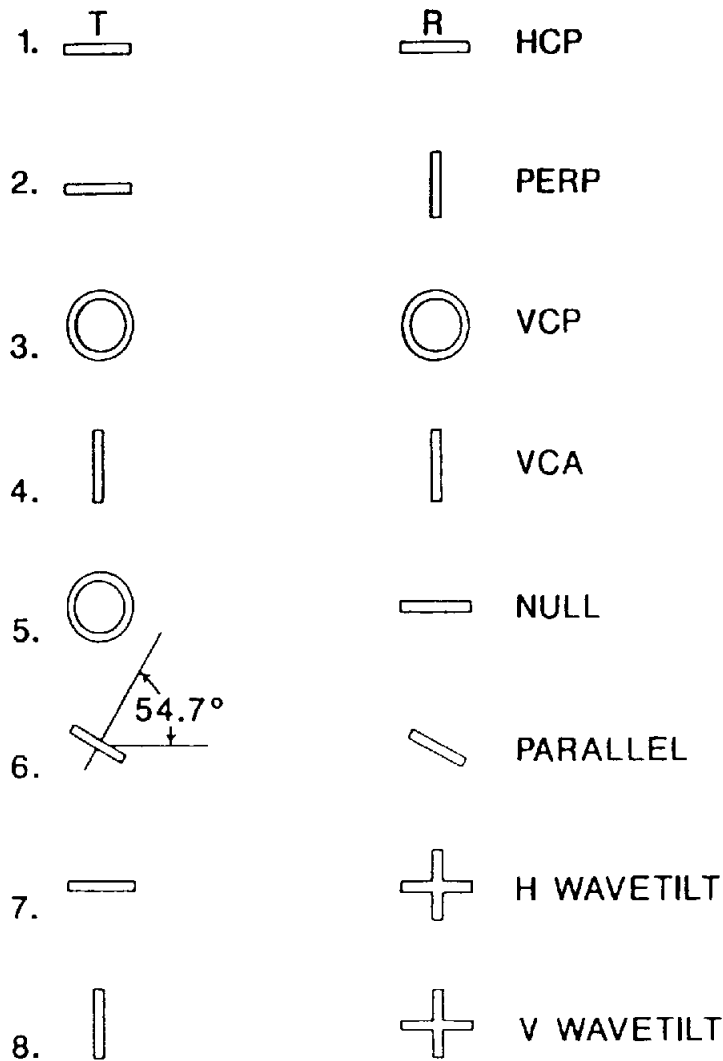 T R
1. HCP
2. PERP
3. VCP
4. VCA
5. NULL
54.7°
6. PARALLEL
7. H WAVETILT
8. V WAVETILT